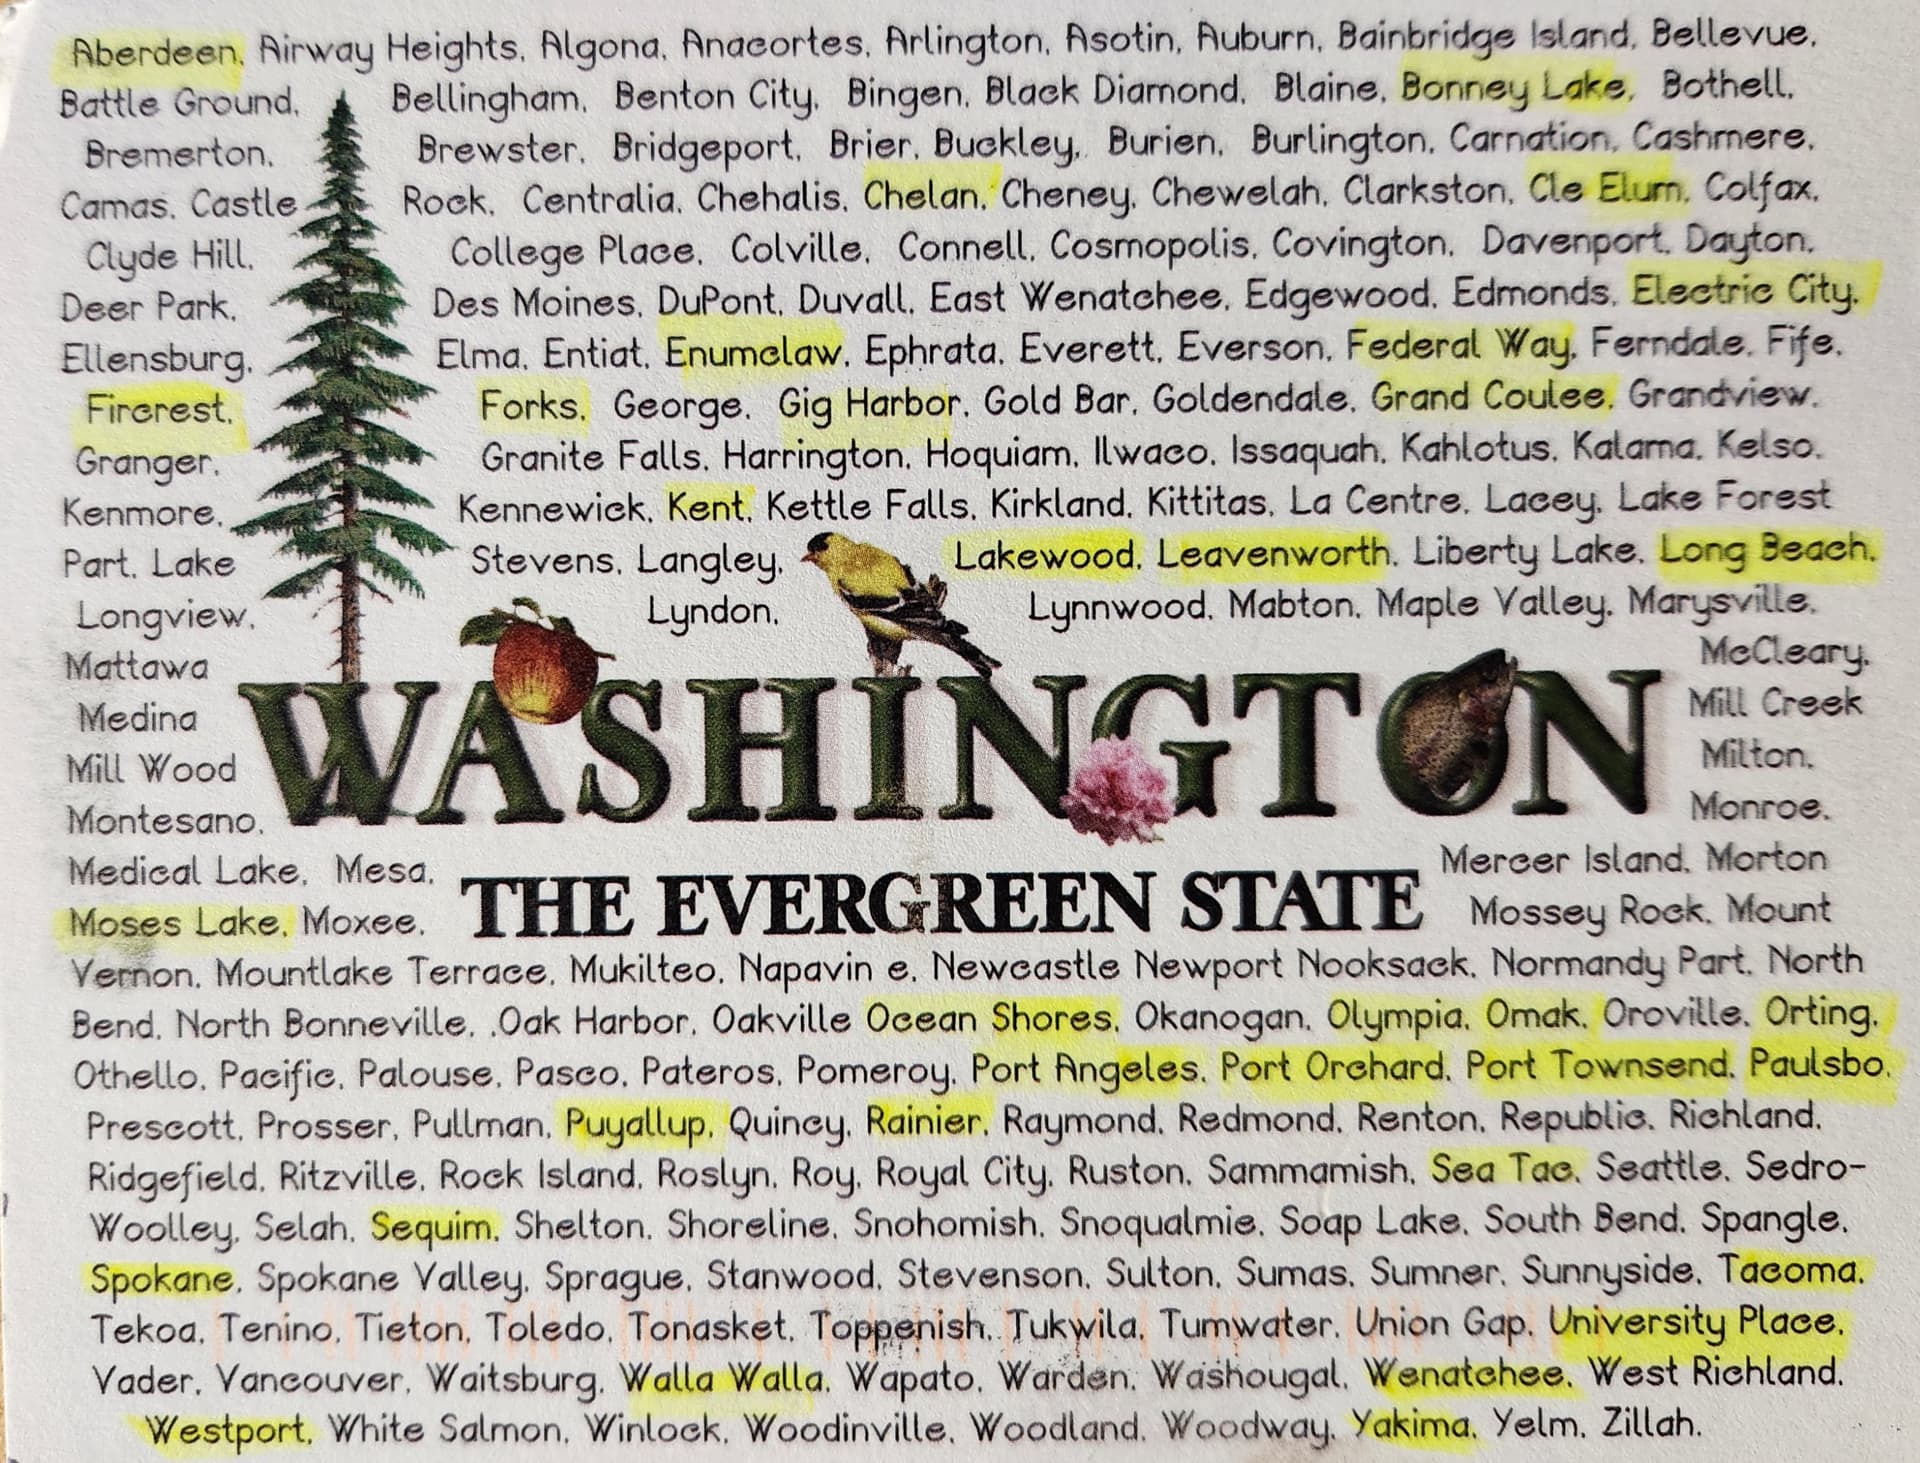 Aberdeen, Airway Heights, Algona, Anacortes, Arlington, Asotin, Auburn, Bainbridge Island, Bellevue,
Battle Ground, Bellingham, Benton City, Bingen, Black Diamond, Blaine, Bonney Lake, Bothell,
Bremerton, Brewster, Bridgeport, Brier, Buckley, Burien, Burlington, Carnation, Cashmere,
Camas, Castle Rock, Centralia, Chehalis, Chelan, Cheney, Chewelah, Clarkston, Cle Elum, Colfax,
Clyde Hill, College Place, Colville, Connell, Cosmopolis, Covington, Davenport, Dayton,
Deer Park, Des Moines, DuPont, Duvall, East Wenatchee, Edgewood, Edmonds, Electric City,
Ellensburg, Elma, Entiat, Enumclaw, Ephrata, Everett, Everson, Federal Way, Ferndale, Fife,
Fircrest, Forks, George, Gig Harbor, Gold Bar, Goldendale, Grand Coulee, Grandview,
Granger, Granite Falls, Harrington, Hoquiam, Ilwaco, Issaquah, Kahlotus, Kalama, Kelso,
Kenmore, Kennewick, Kent, Kettle Falls, Kirkland, Kittitas, La Centre, Lacey, Lake Forest
Part, Lake Stevens, Langley, Lakewood, Leavenworth, Liberty Lake, Long Beach,
Longview, Lyndon, Lynnwood, Mabton, Maple Valley, Marysville,
Mattawa McCleary,
Medina Mill Creek
Mill Wood Milton,
Montesano, Monroe,
WASHINGTON
Medical Lake, Mesa, Mercer Island, Morton
THE EVERGREEN STATE
Moses Lake, Moxee, Mossey Rock, Mount
Vernon, Mountlake Terrace, Mukilteo, Napavin e, Newcastle Newport Nooksack, Normandy Part, North
Bend, North Bonneville, .Oak Harbor, Oakville Ocean Shores, Okanogan, Olympia, Omak, Oroville, Orting,
Othello, Pacific, Palouse, Pasco, Pateros, Pomeroy, Port Angeles, Port Orchard, Port Townsend, Paulsbo,
Prescott, Prosser, Pullman, Puyallup, Quincy, Rainier, Raymond, Redmond, Renton, Republic, Richland,
Ridgefield, Ritzville, Rock Island, Roslyn, Roy, Royal City, Ruston, Sammamish, Sea Tac, Seattle, Sedro-
Woolley, Selah, Sequim, Shelton, Shoreline, Snohomish, Snoqualmie, Soap Lake, South Bend, Spangle,
Spokane, Spokane Valley, Sprague, Stanwood, Stevenson, Sulton, Sumas, Sumner, Sunnyside, Tacoma,
Tekoa, Tenino, Tieton, Toledo, Tonasket, Toppenish, Tukwila, Tumwater, Union Gap, University Place,
Vader, Vancouver, Waitsburg, Walla Walla, Wapato, Warden, Washougal, Wenatchee, West Richland,
Westport, White Salmon, Winlock, Woodinville, Woodland, Woodway, Yakima, Yelm, Zillah.